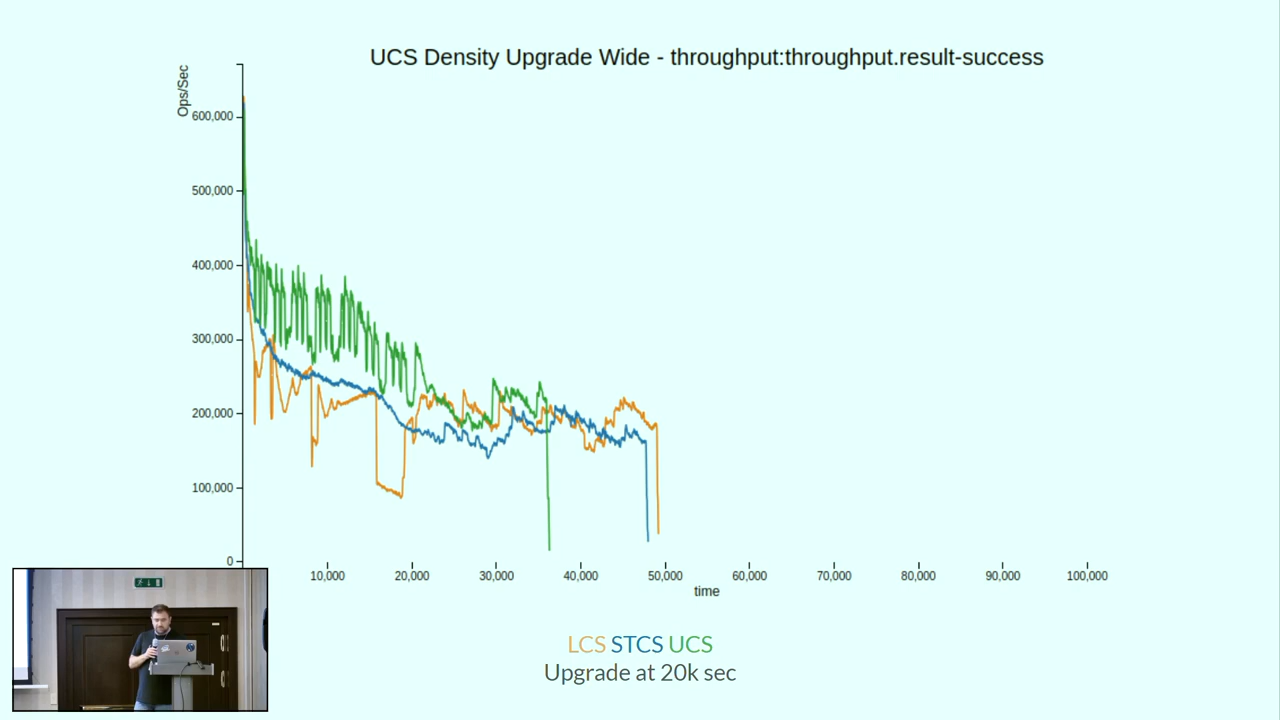 UCS Density Upgrade Wide - throughput:throughput.result-success
Ops/Sec
600,000
500,000
400,000
300,000
200,000
100,000
0
10,000 20,000 30,000 40,000 50,000 60,000 70,000 80,000 90,000 100,000
time
LCS STCS UCS
Upgrade at 20k sec